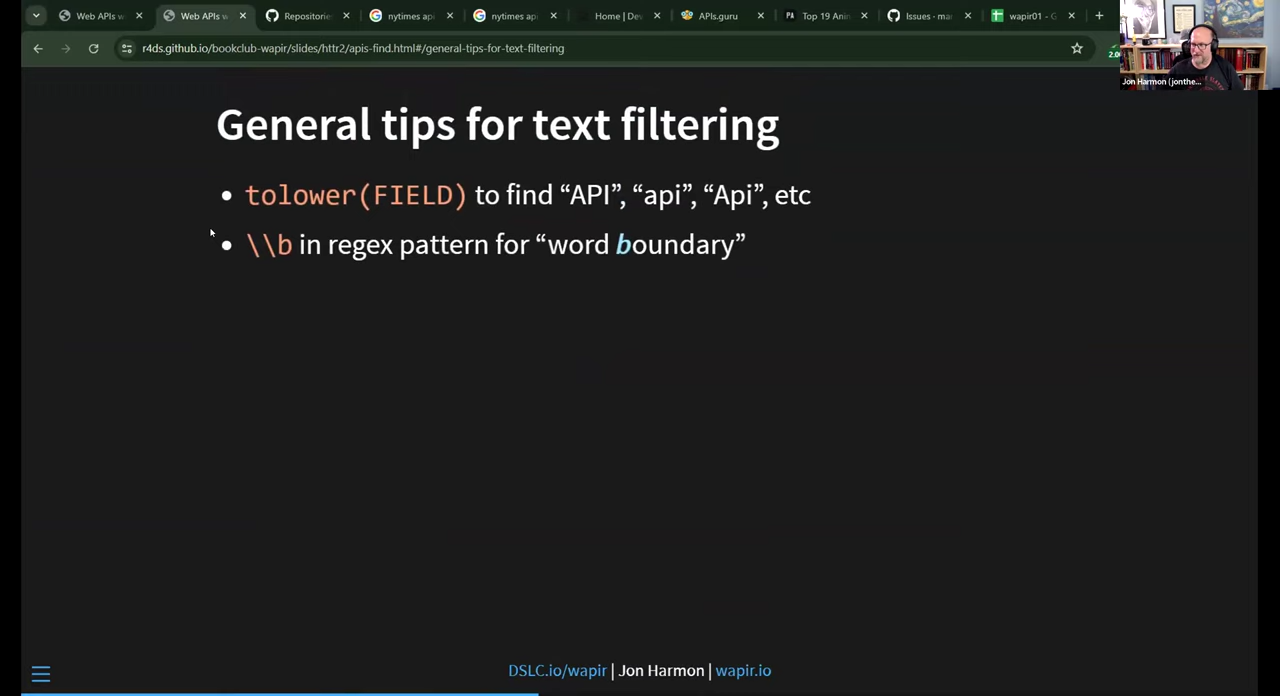 Web APIs w
Web APIs w
Repositorie
nytimes api
nytimes api
Home | Dev
APIs.guru
Top 19 Ani
Issues · ma
wapir01 - G
r4ds.github.io/bookclub-wapir/slides/httr2/apis-find.html#/general-tips-for-text-filtering
Jon Harmon (jonthe...
General tips for text filtering
• tolower(FIELD) to find “API”, “api”, “Api”, etc
• \\b in regex pattern for “word boundary”
DSLC.io/wapir | Jon Harmon | wapir.io